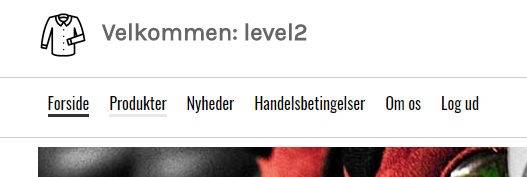 Velkommen: level2
Forside Produkter Nyheder Handelsbetingelser Om os Log ud